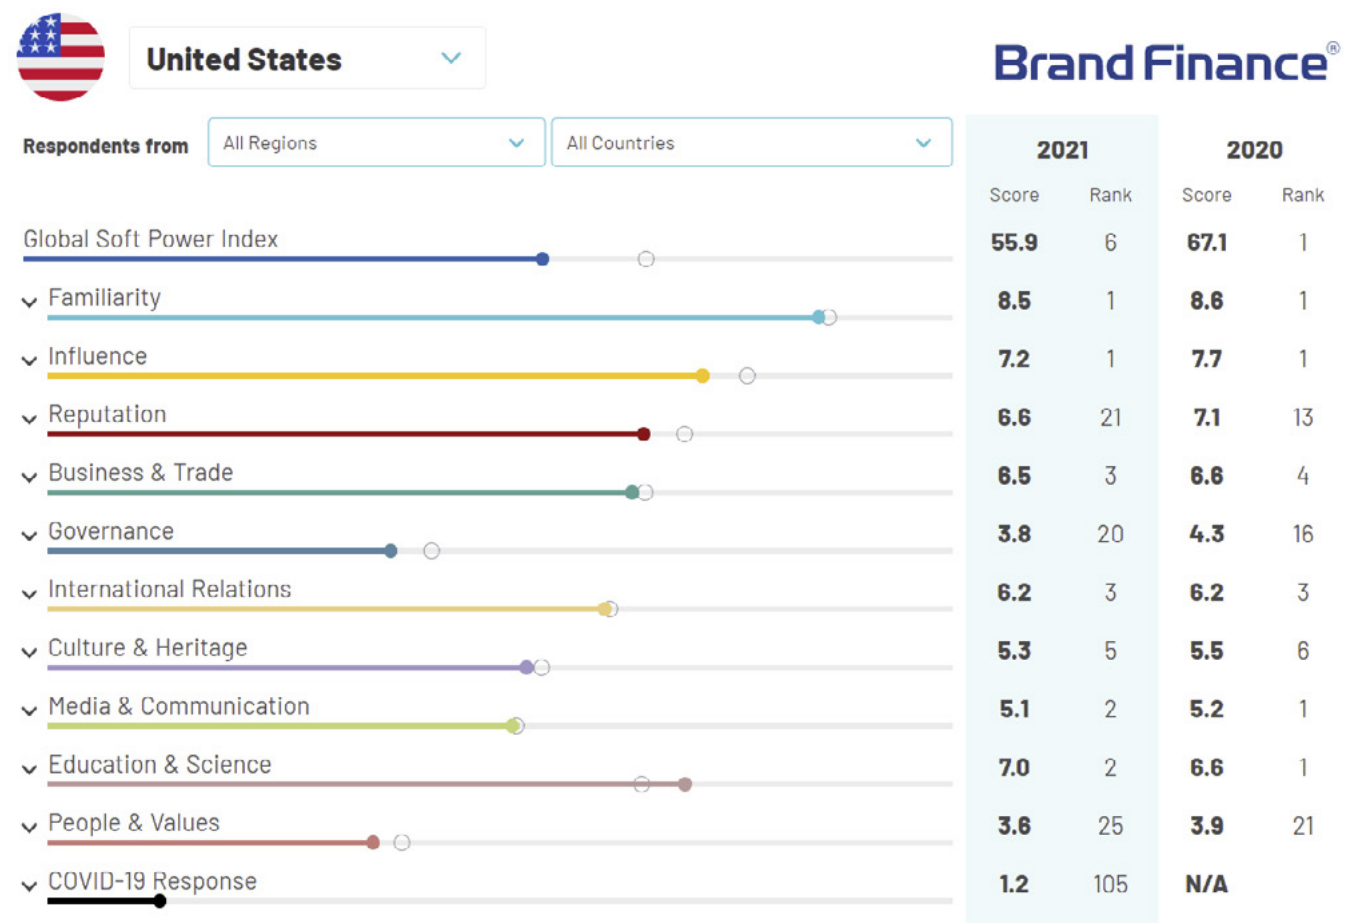 United States
Brand Finance®
Respondents from All Regions All Countries 2021 2020
Score Rank Score Rank
Global Soft Power Index 55.9 6 67.1 1
Familiarity 8.5 1 8.6 1
Influence 7.2 1 7.7 1
Reputation 6.6 21 7.1 13
Business & Trade 6.5 3 6.6 4
Governance 3.8 20 4.3 16
International Relations 6.2 3 6.2 3
Culture & Heritage 5.3 5 5.5 6
Media & Communication 5.1 2 5.2 1
Education & Science 7.0 2 6.6 1
People & Values 3.6 25 3.9 21
COVID-19 Response 1.2 105 N/A